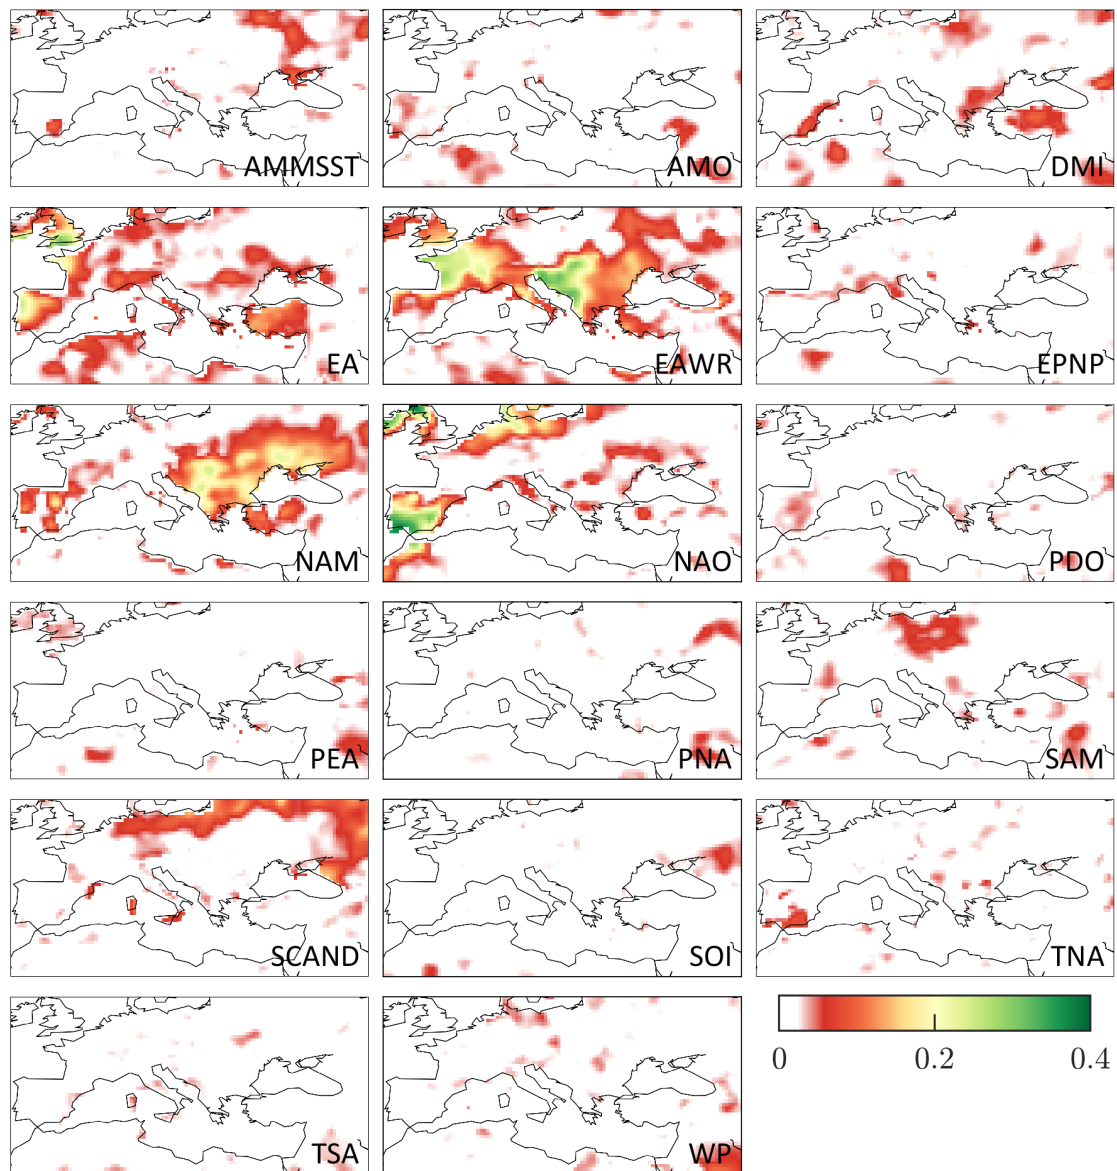 AMMSST
AMO
DMI
EA
EAWR
EPNP
NAM
NAO
PDO
PEA
PNA
SAM
SCAND
SOI
TNA
TSA
WP
0 0.2 0.4